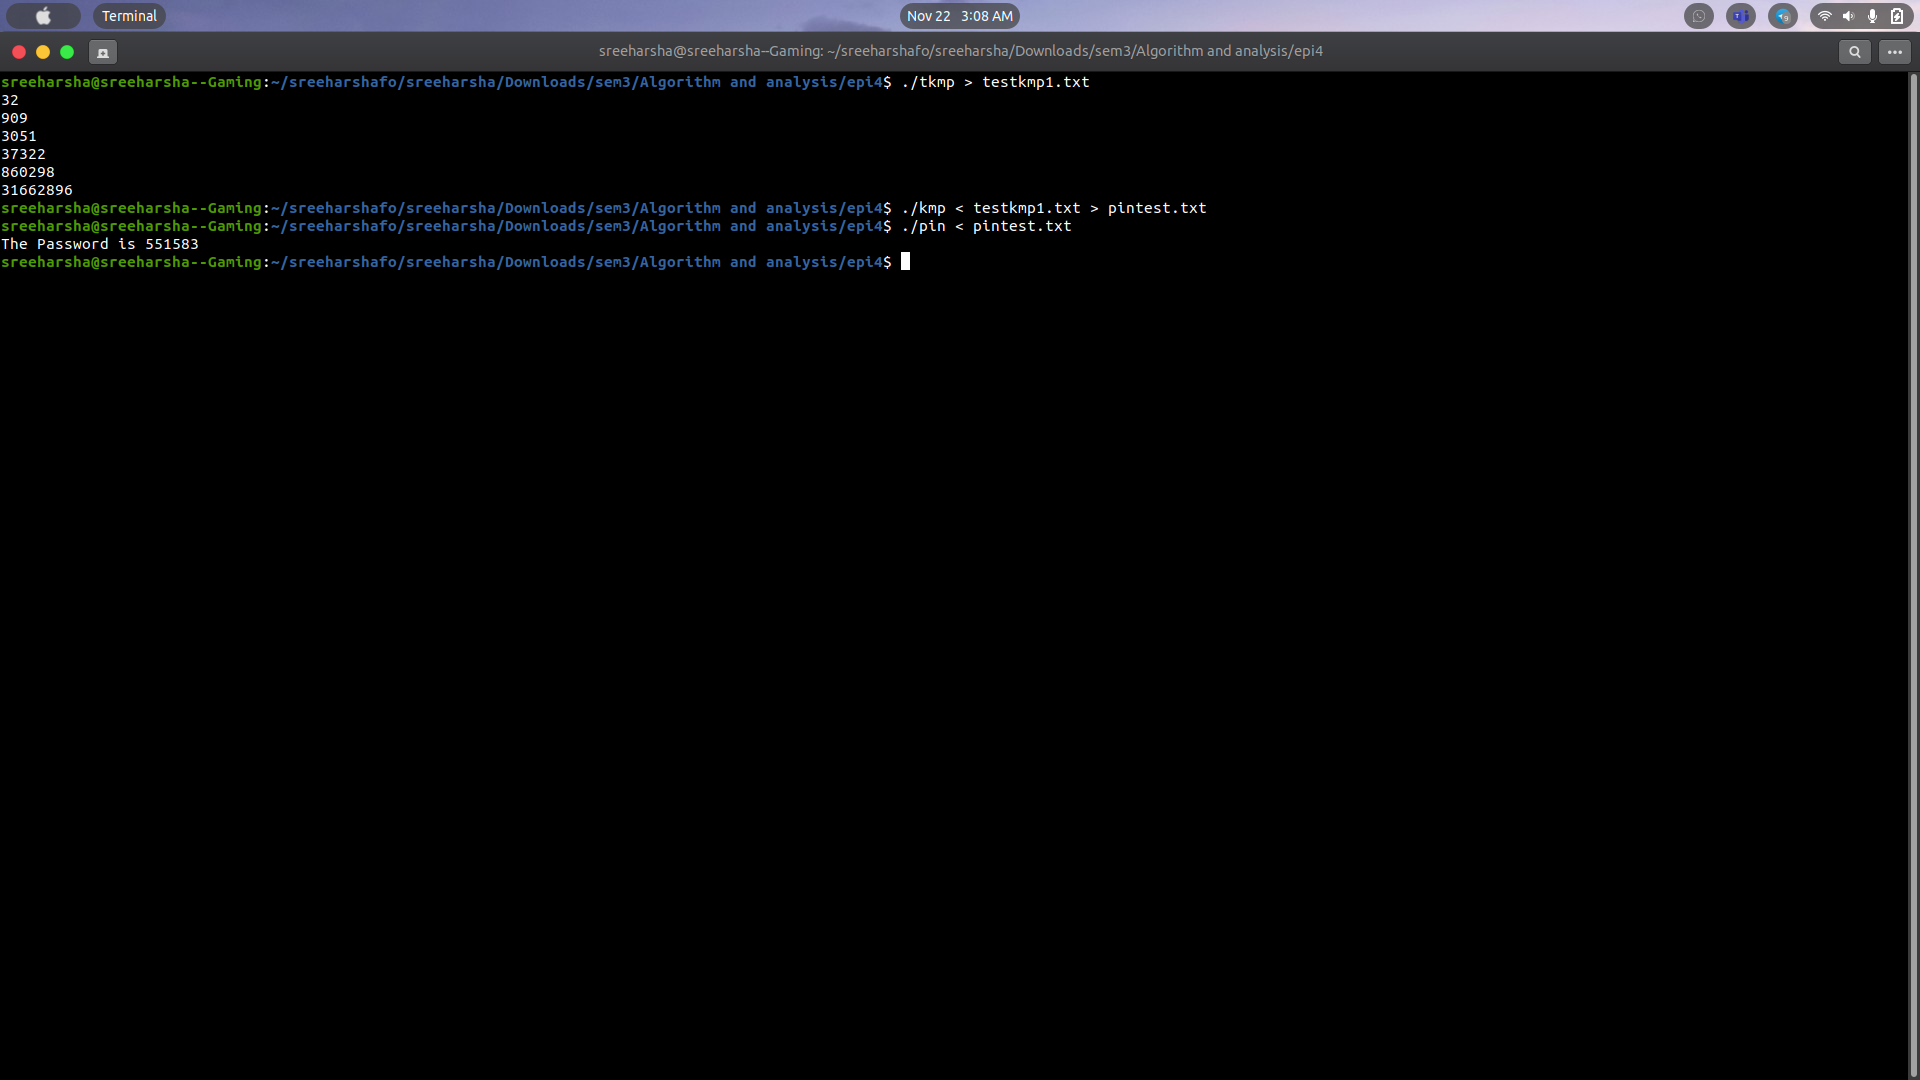 Terminal
Nov 22 3:08 AM
sreeharsha@sreeharsha--Gaming: ~/sreeharshafo/sreeharsha/Downloads/sem3/Algorithm and analysis/epi4
sreeharsha@sreeharsha--Gaming:~/sreeharshafo/sreeharsha/Downloads/sem3/Algorithm and analysis/epi4$ ./tkmp > testkmp1.txt
32
909
3051
37322
860298
31662896
sreeharsha@sreeharsha--Gaming:~/sreeharshafo/sreeharsha/Downloads/sem3/Algorithm and analysis/epi4$ ./kmp < testkmp1.txt > pintest.txt
sreeharsha@sreeharsha--Gaming:~/sreeharshafo/sreeharsha/Downloads/sem3/Algorithm and analysis/epi4$ ./pin < pintest.txt
The Password is 551583
sreeharsha@sreeharsha--Gaming:~/sreeharshafo/sreeharsha/Downloads/sem3/Algorithm and analysis/epi4$